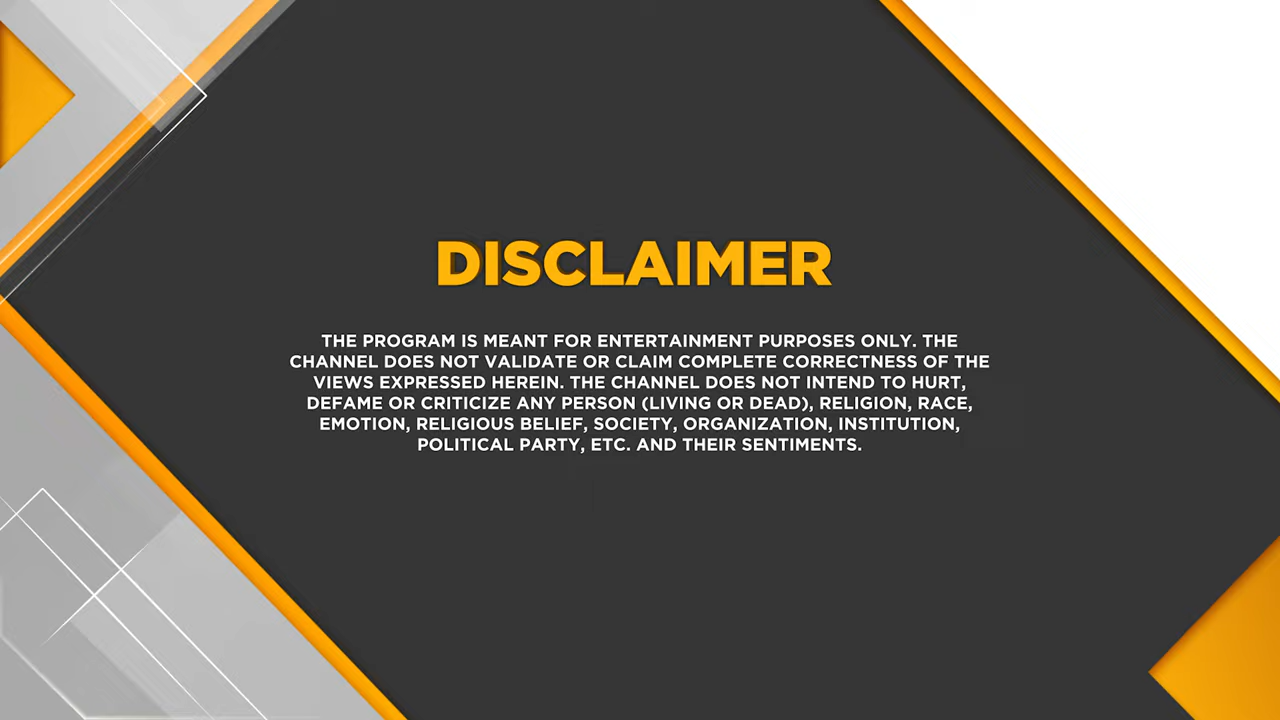 DISCLAIMER
THE PROGRAM IS MEANT FOR ENTERTAINMENT PURPOSES ONLY. THE
CHANNEL DOES NOT VALIDATE OR CLAIM COMPLETE CORRECTNESS OF THE
VIEWS EXPRESSED HEREIN. THE CHANNEL DOES NOT INTEND TO HURT,
DEFAME OR CRITICIZE ANY PERSON (LIVING OR DEAD), RELIGION, RACE,
EMOTION, RELIGIOUS BELIEF, SOCIETY, ORGANIZATION, INSTITUTION,
POLITICAL PARTY, ETC. AND THEIR SENTIMENTS.